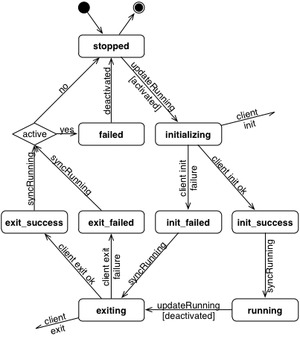 stopped
no
deactivated
updateRunning
[activated]
client
init
active
yes
failed
initializing
syncRunning
syncRunning
client init
failure
client init ok
exit_success
exit_failed
init_failed
init_success
client exit ok
client exit
failure
syncRunning
syncRunning
client
exit
exiting
updateRunning
[deactivated]
running